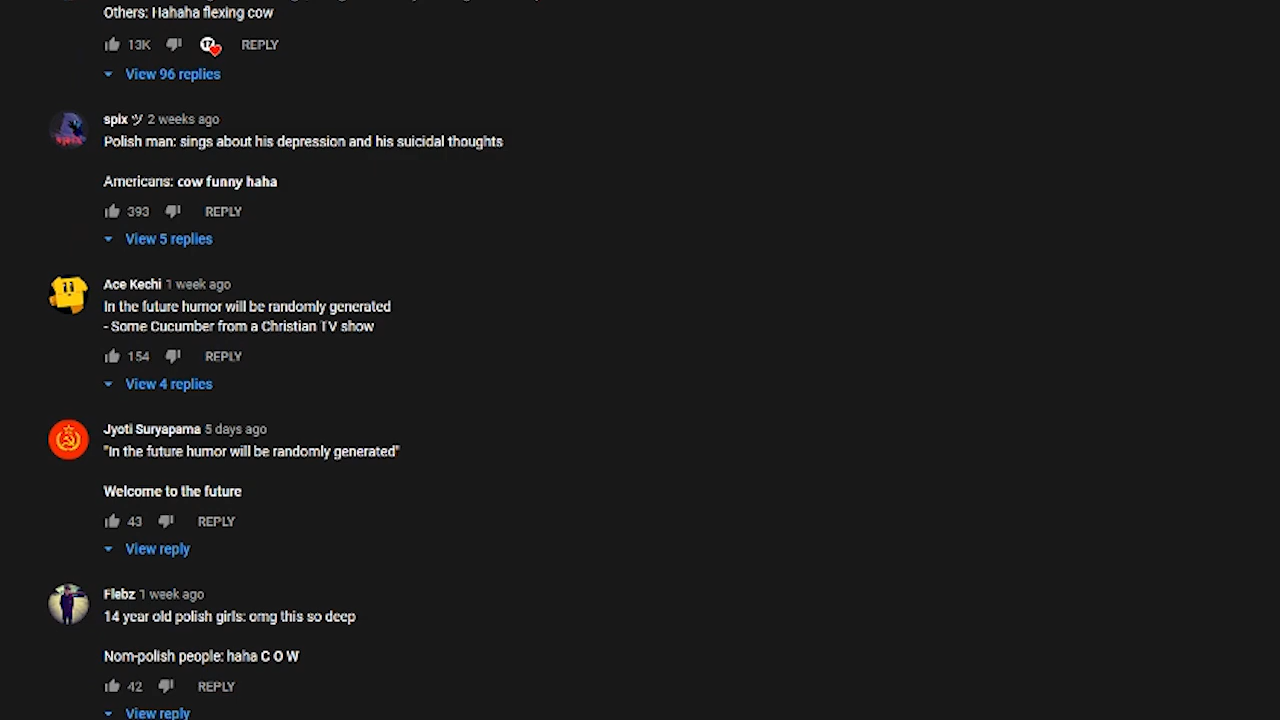 Others: Hahaha flexing cow
13K REPLY
View 96 replies
spix ツ 2 weeks ago
Polish man: sings about his depression and his suicidal thoughts
Americans: cow funny haha
393 REPLY
View 5 replies
Ace Kechi 1 week ago
In the future humor will be randomly generated
- Some Cucumber from a Christian TV show
154 REPLY
View 4 replies
Jyoti Suryapama 5 days ago
"In the future humor will be randomly generated"
Welcome to the future
43 REPLY
View reply
Flebz 1 week ago
14 year old polish girls: omg this so deep
Nom-polish people: haha C O W
42 REPLY
View reply